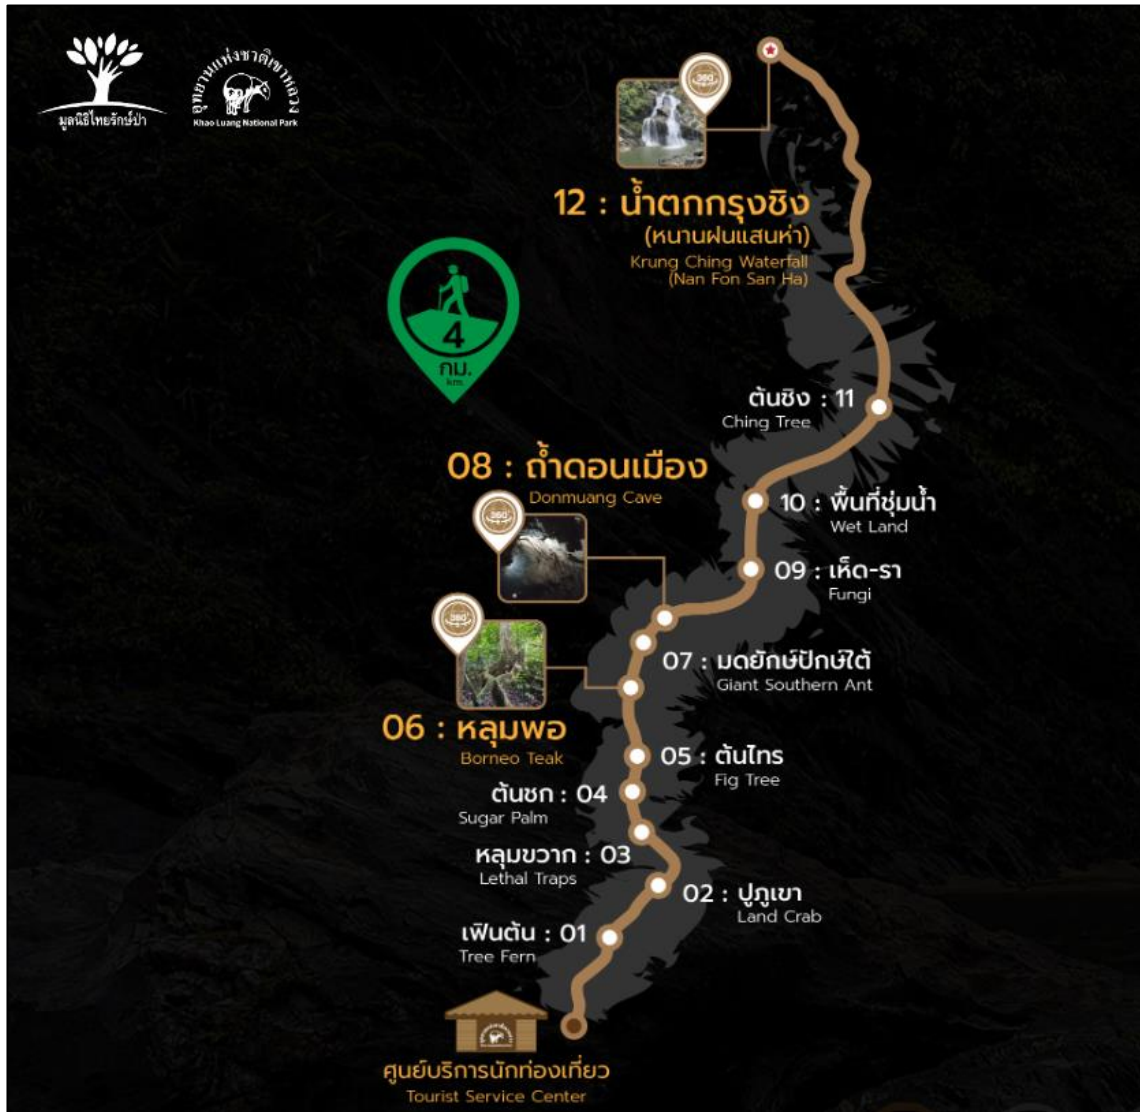 มูลนิธิไทยรักษ์ป่า
อุทยานแห่งชาติเขาหลวง
Khao Luang National Park
360°
12 : น้ำตกกรุงชิง
(หนานฝนแสนห่า)
Krung Ching Waterfall
(Nan Fon San Ha)
4
กม.
km.
ต้นชิง : 11
Ching Tree
08 : ถ้ำดอนเมือง
Donmuang Cave
360°
10 : พื้นที่ชุ่มน้ำ
Wet Land
09 : เห็ด-รา
Fungi
360°
07 : มดยักษ์ปักษ์ใต้
Giant Southern Ant
06 : หลุมพอ
Borneo Teak
05 : ต้นไทร
Fig Tree
ต้นชก : 04
Sugar Palm
หลุมขวาก : 03
Lethal Traps
02 : ปูภูเขา
Land Crab
เฟินต้น : 01
Tree Fern
ศูนย์บริการนักท่องเที่ยว
Tourist Service Center